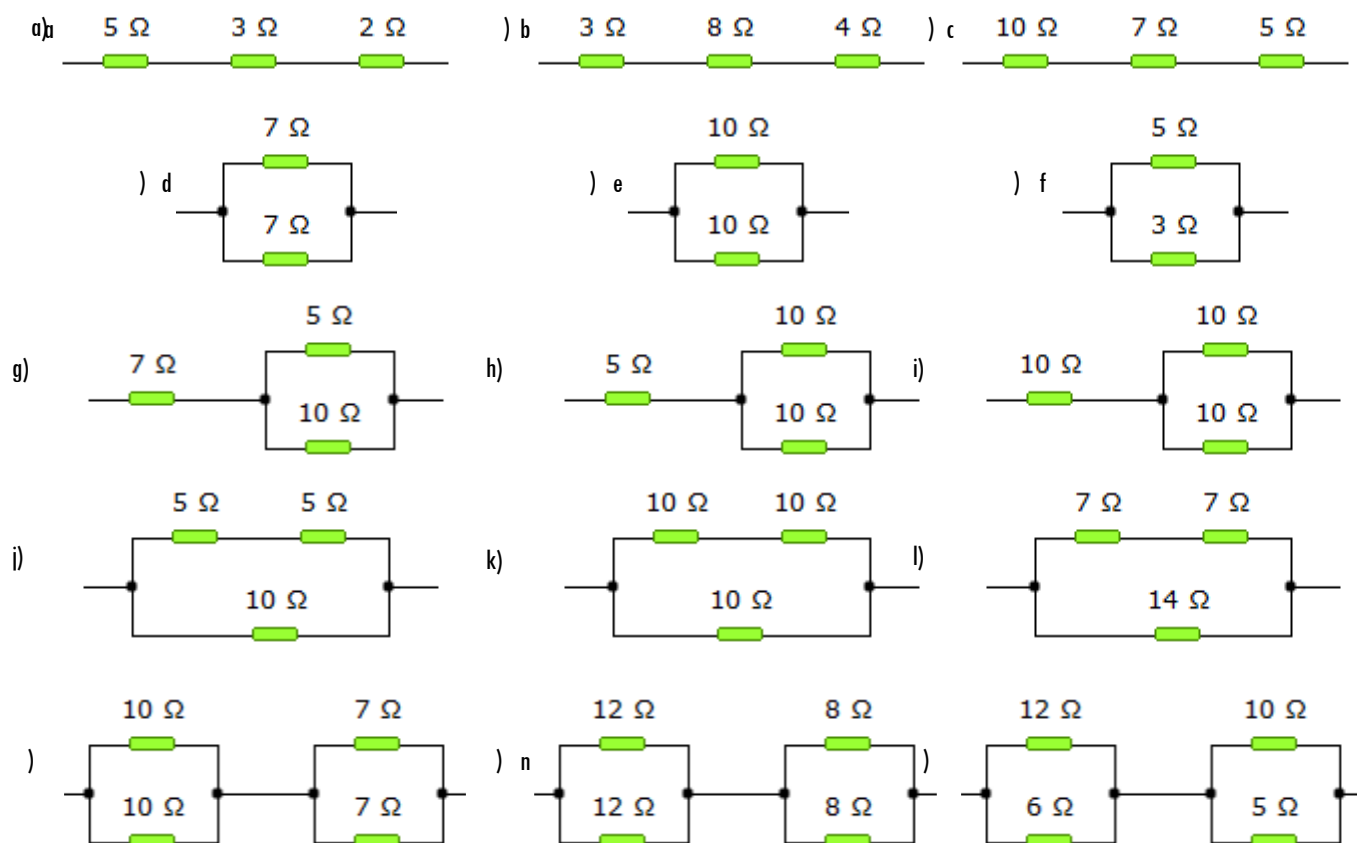 a)a 5 Ω 3 Ω 2 Ω ) b 3 Ω 8 Ω 4 Ω ) c 10 Ω 7 Ω 5 Ω
7 Ω 10 Ω 5 Ω
) d ) e ) f
7 Ω 10 Ω 3 Ω
5 Ω 10 Ω 10 Ω
g) 7 Ω h) 5 Ω i) 10 Ω
10 Ω 10 Ω 10 Ω
5 Ω 5 Ω 10 Ω 10 Ω 7 Ω 7 Ω
j) k) l)
10 Ω 10 Ω 14 Ω
10 Ω 7 Ω 12 Ω 8 Ω 12 Ω 10 Ω
) ) n )
10 Ω 7 Ω 12 Ω 8 Ω 6 Ω 5 Ω